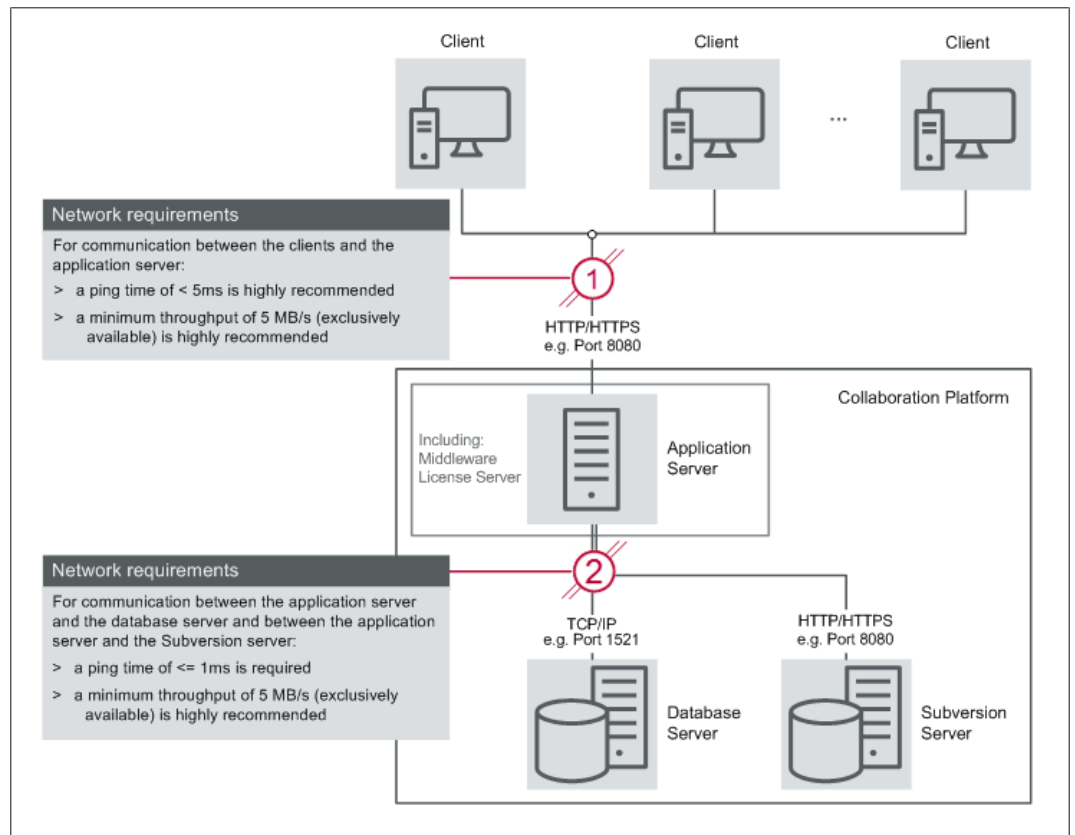 Client
Client
Client
...
Network requirements
For communication between the clients and the
application server:
> a ping time of < 5ms is highly recommended
> a minimum throughput of 5 MB/s (exclusively
available) is highly recommended
1
HTTP/HTTPS
e.g. Port 8080
Collaboration Platform
Including:
Middleware
License Server
Application
Server
Network requirements
For communication between the application server
and the database server and between the application
server and the Subversion server:
> a ping time of <= 1ms is required
> a minimum throughput of 5 MB/s (exclusively
available) is highly recommended
2
TCP/IP
e.g. Port 1521
HTTP/HTTPS
e.g. Port 8080
Database
Server
Subversion
Server